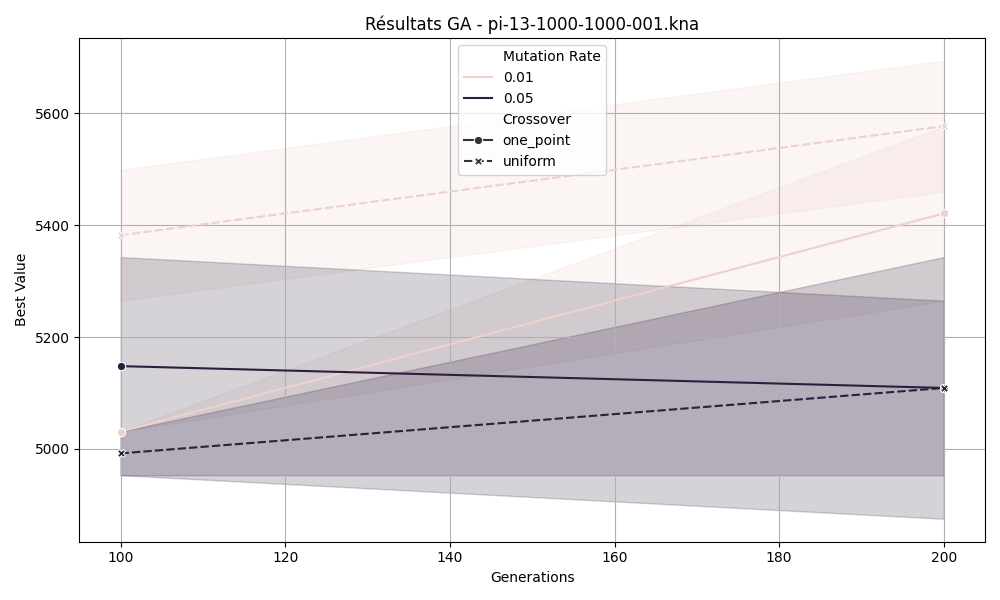 Résultats GA - pi-13-1000-1000-001.kna
Mutation Rate
0.01
0.05
Crossover
one_point
uniform
Best Value
5600
5400
5200
5000
100 120 140 160 180 200
Generations